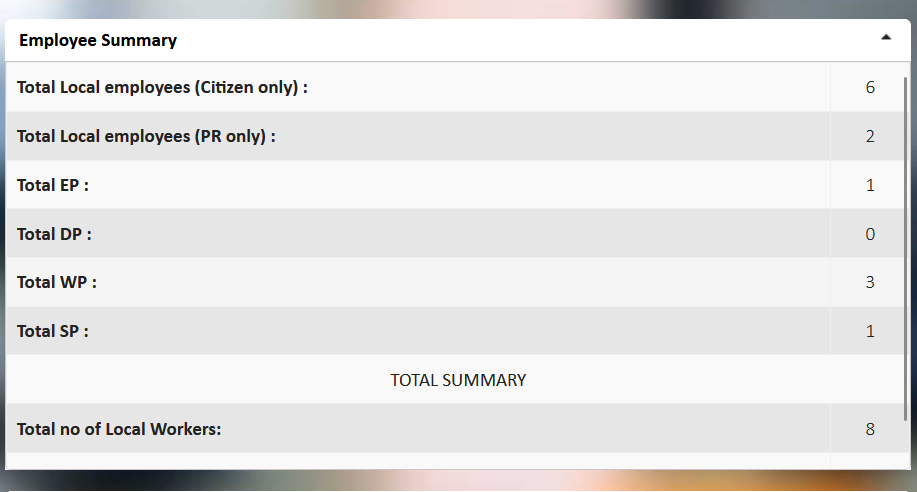 Employee Summary
Total Local employees (Citizen only) : 6
Total Local employees (PR only) : 2
Total EP : 1
Total DP : 0
Total WP : 3
Total SP : 1
TOTAL SUMMARY
Total no of Local Workers: 8